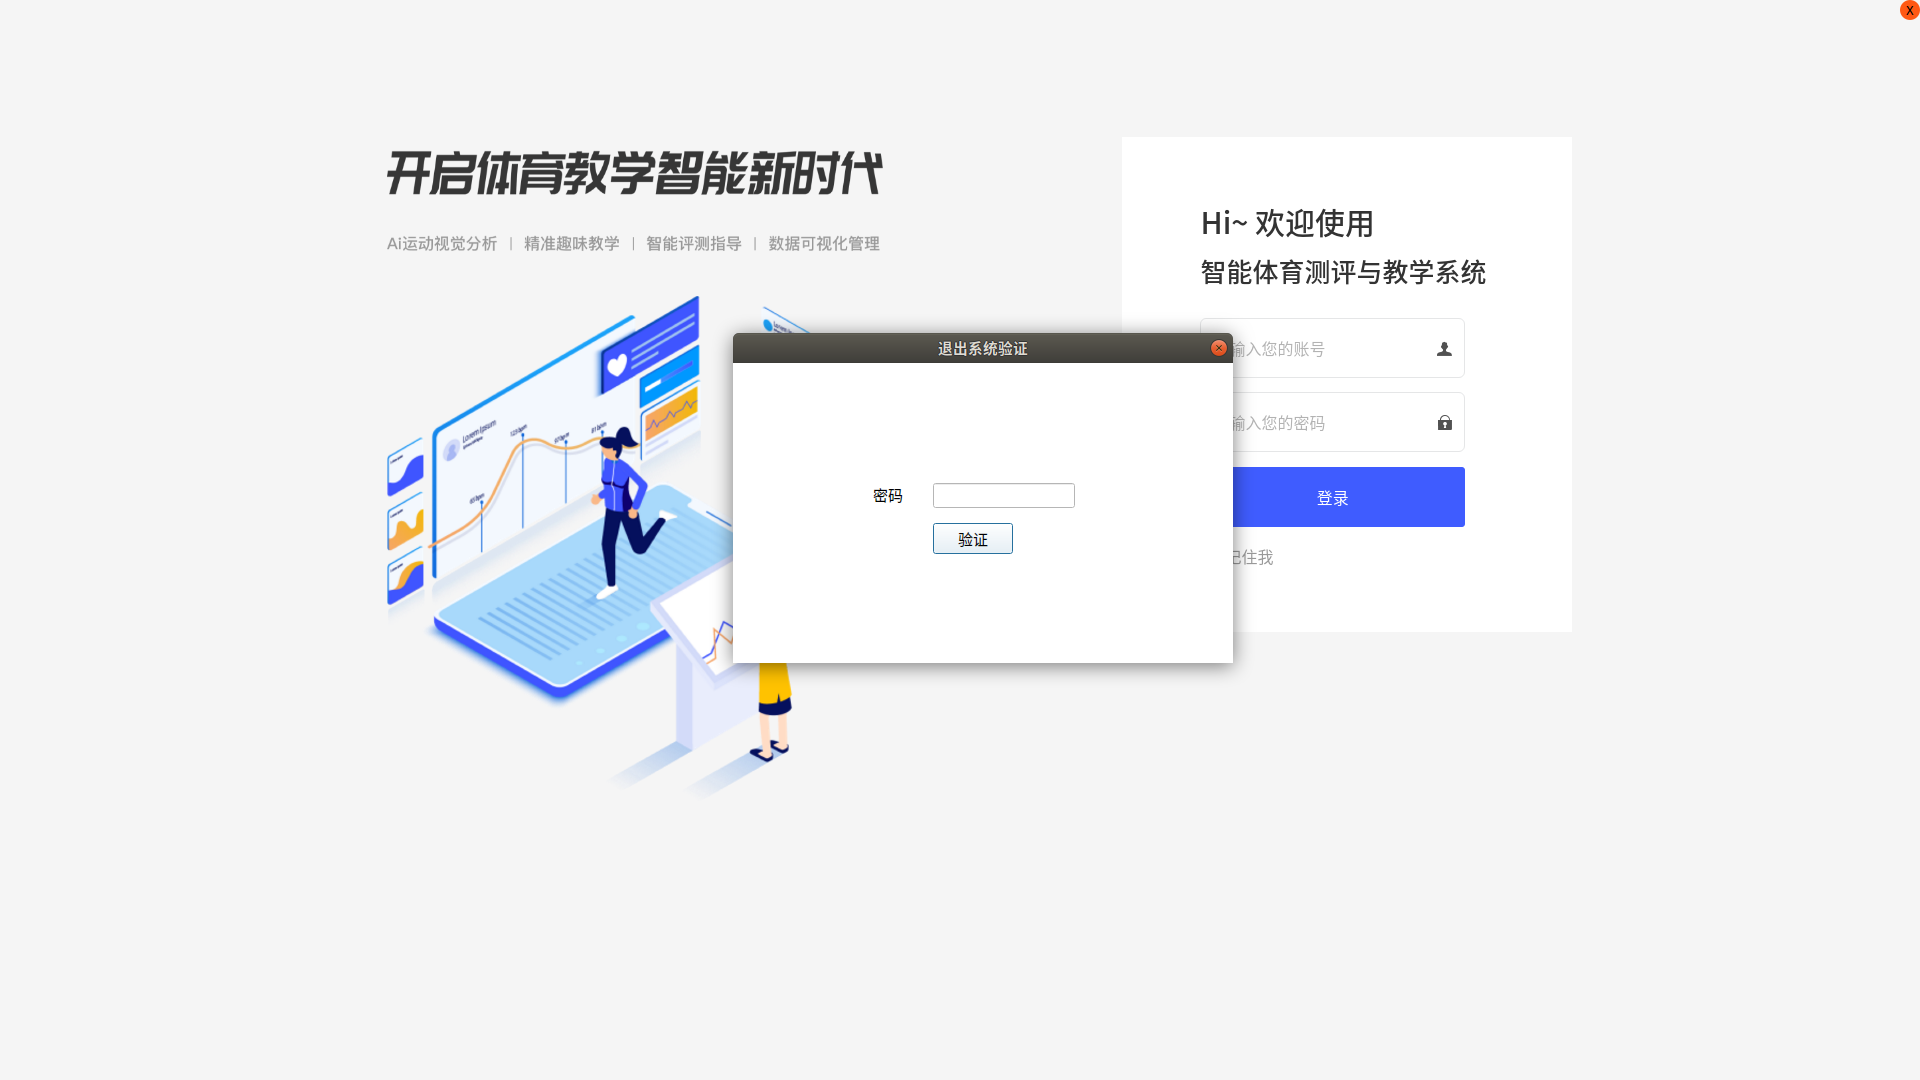 X
开启体育教学智能新时代
Ai运动视觉分析 | 精准趣味教学 | 智能评测指导 | 数据可视化管理
Hi~ 欢迎使用
智能体育测评与教学系统
输入您的账号
输入您的密码
登录
记住我
退出系统验证
密码
验证
Lorem Ipsum